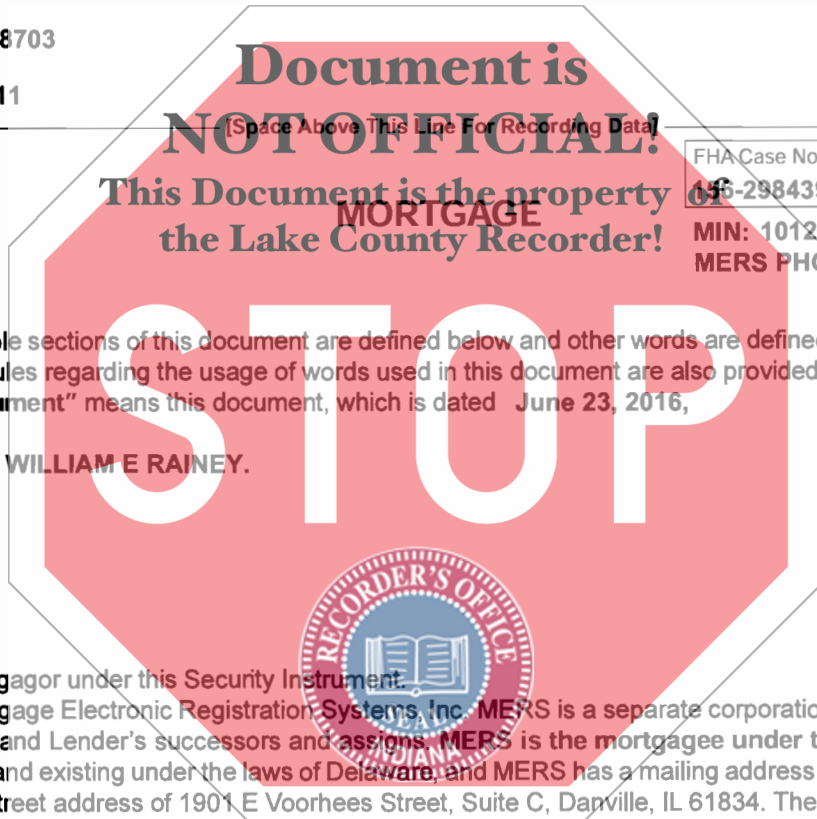 8703
11
Document is
NOT OFFICIAL!
[Space Above This Line For Recording Data]
This Document is the property of
the Lake County Recorder!
MORTGAGE
FHA Case No
156-29843
MIN: 1012
MERS PHO
le sections of this document are defined below and other words are define
ules regarding the usage of words used in this document are also provided
ument” means this document, which is dated June 23, 2016,
WILLIAM E RAINEY.
STOP
RECORDER'S OFFICE
SEAL
INDIANA
gagor under this Security Instrument.
gage Electronic Registration Systems, Inc. MERS is a separate corporatio
and Lender's successors and assigns. MERS is the mortgagee under t
and existing under the laws of Delaware, and MERS has a mailing address
treet address of 1901 E Voorhees Street, Suite C, Danville, IL 61834. The